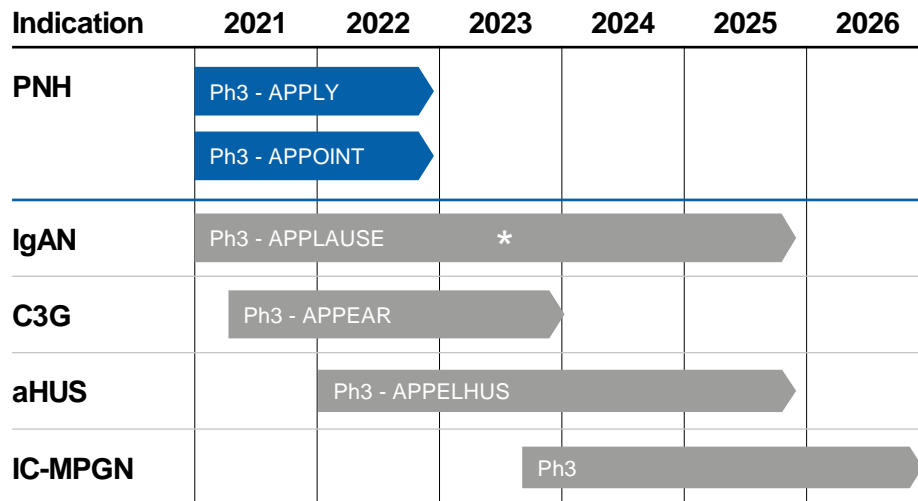 Indication 2021 2022 2023 2024 2025 2026
PNH
Ph3 - APPLY
Ph3 - APPOINT
IgAN
Ph3 - APPLAUSE *
C3G
Ph3 - APPEAR
aHUS
Ph3 - APPELHUS
IC-MPGN
Ph3